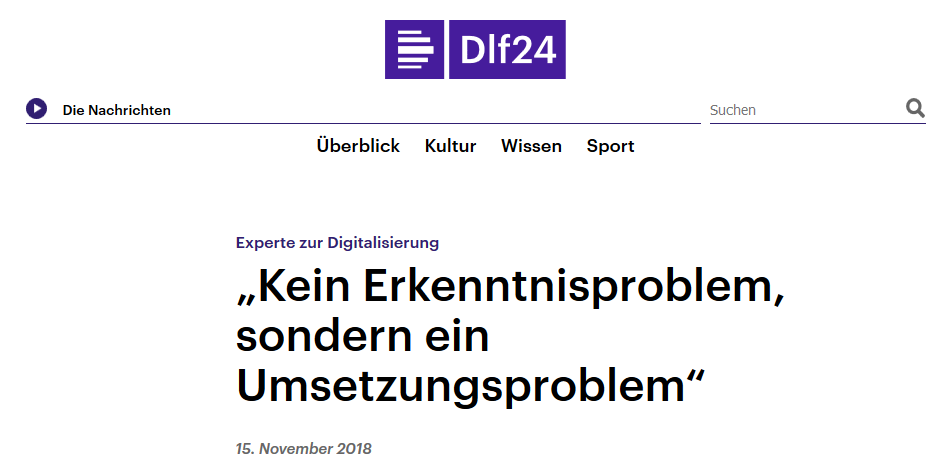 Dlf24
Die Nachrichten
Suchen
Überblick Kultur Wissen Sport
Experte zur Digitalisierung
„Kein Erkenntnisproblem,
sondern ein
Umsetzungsproblem“
15. November 2018